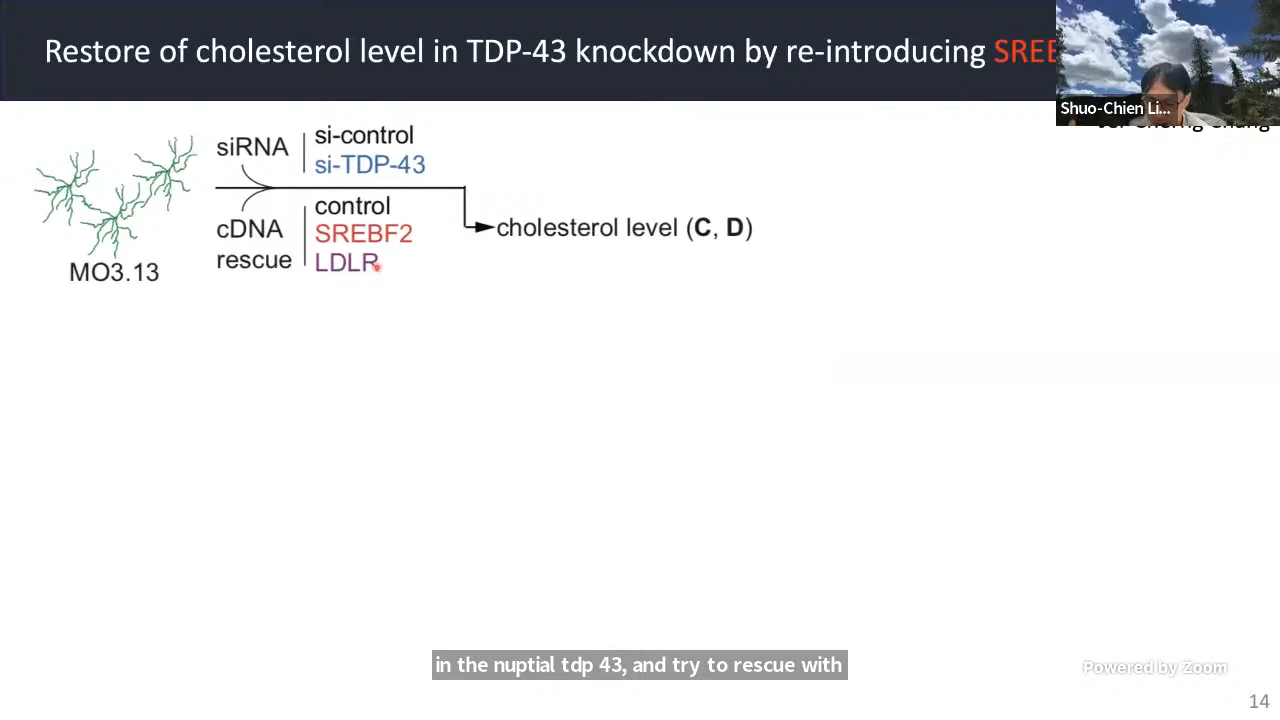 Restore of cholesterol level in TDP-43 knockdown by re-introducing SREB
Shuo-Chien Li...
siRNA
si-control
si-TDP-43
cDNA
rescue
control
SREBF2
LDLR
cholesterol level (C, D)
MO3.13
in the nuptial tdp 43, and try to rescue with
Powered by Zoom
14